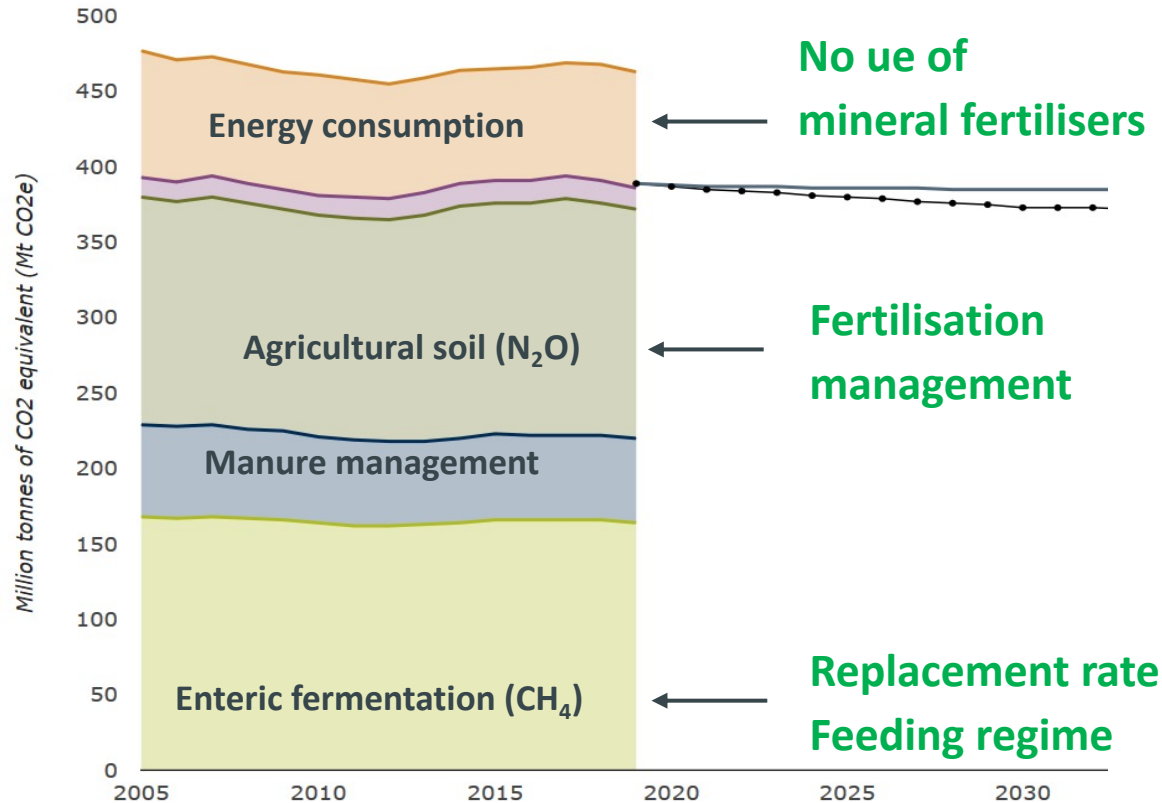 500
450
400
350
300
250
200
150
100
50
0
Million tonnes of CO2 equivalent (Mt CO2e)
2005
2010
2015
2020
2025
2030
Energy consumption
Agricultural soil (N₂O)
Manure management
Enteric fermentation (CH₄)
No ue of
mineral fertilisers
Fertilisation
management
Replacement rate
Feeding regime